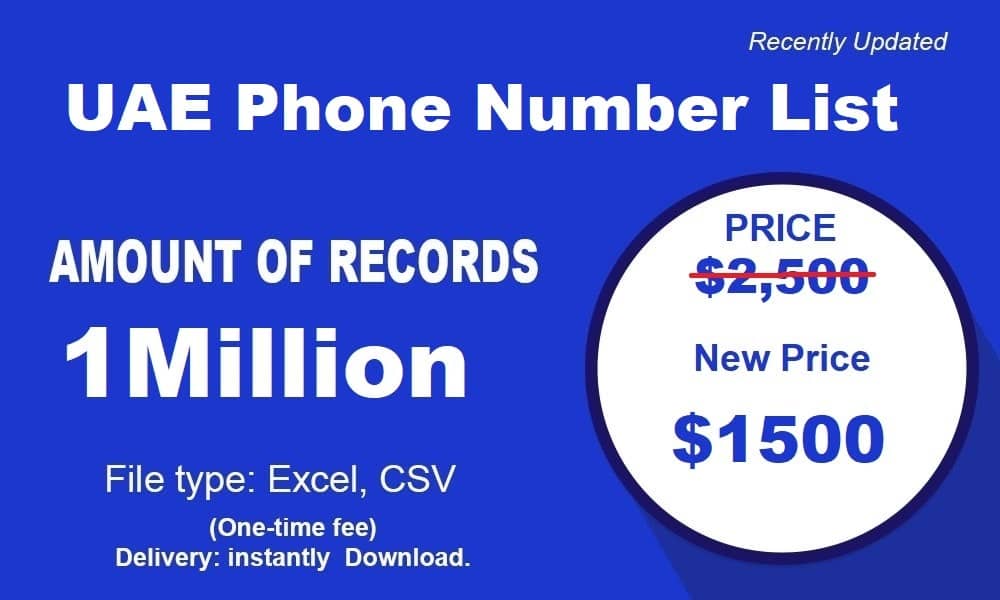 Recently Updated
UAE Phone Number List
AMOUNT OF RECORDS
1Million
File type: Excel, CSV
(One-time fee)
Delivery: instantly Download.
PRICE
$2,500
New Price
$1500